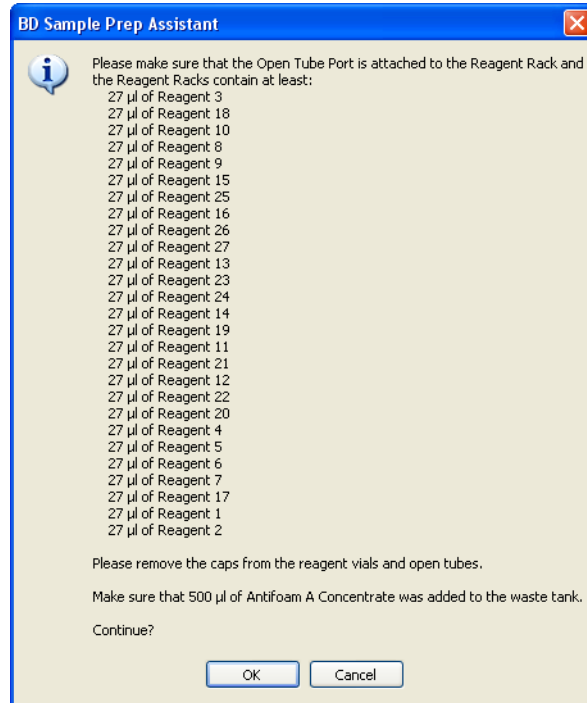 BD Sample Prep Assistant
Please make sure that the Open Tube Port is attached to the Reagent Rack and
the Reagent Racks contain at least:
27 µl of Reagent 3
27 µl of Reagent 18
27 µl of Reagent 10
27 µl of Reagent 8
27 µl of Reagent 9
27 µl of Reagent 15
27 µl of Reagent 25
27 µl of Reagent 16
27 µl of Reagent 26
27 µl of Reagent 27
27 µl of Reagent 13
27 µl of Reagent 23
27 µl of Reagent 24
27 µl of Reagent 14
27 µl of Reagent 19
27 µl of Reagent 11
27 µl of Reagent 21
27 µl of Reagent 12
27 µl of Reagent 22
27 µl of Reagent 20
27 µl of Reagent 4
27 µl of Reagent 5
27 µl of Reagent 6
27 µl of Reagent 7
27 µl of Reagent 17
27 µl of Reagent 1
27 µl of Reagent 2
Please remove the caps from the reagent vials and open tubes.
Make sure that 500 µl of Antifoam A Concentrate was added to the waste tank.
Continue?
OK
Cancel